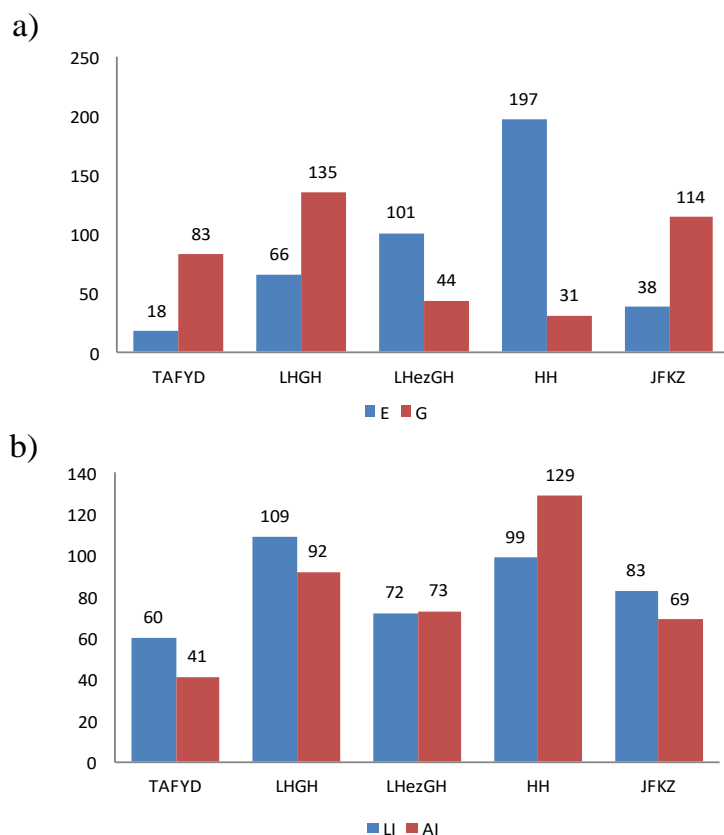 a)
250
200
150
100
50
0
18 83 66 135 101 44 197 31 38 114
TAFYD LHGH LHezGH HH JFKZ
E G
b)
140
120
100
80
60
40
20
0
60 41 109 92 72 73 99 129 83 69
TAFYD LHGH LHezGH HH JFKZ
LI AI